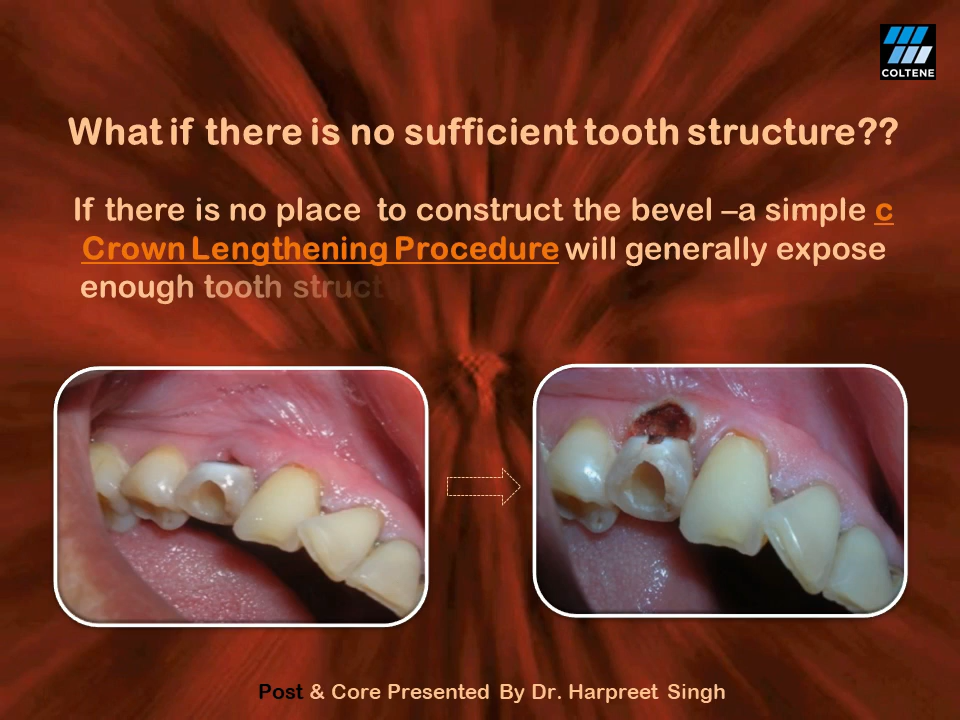 COLTENE
What if there is no sufficient tooth structure??
If there is no place to construct the bevel –a simple c
Crown Lengthening Procedure will generally expose
enough tooth struct
Post & Core Presented By Dr. Harpreet Singh